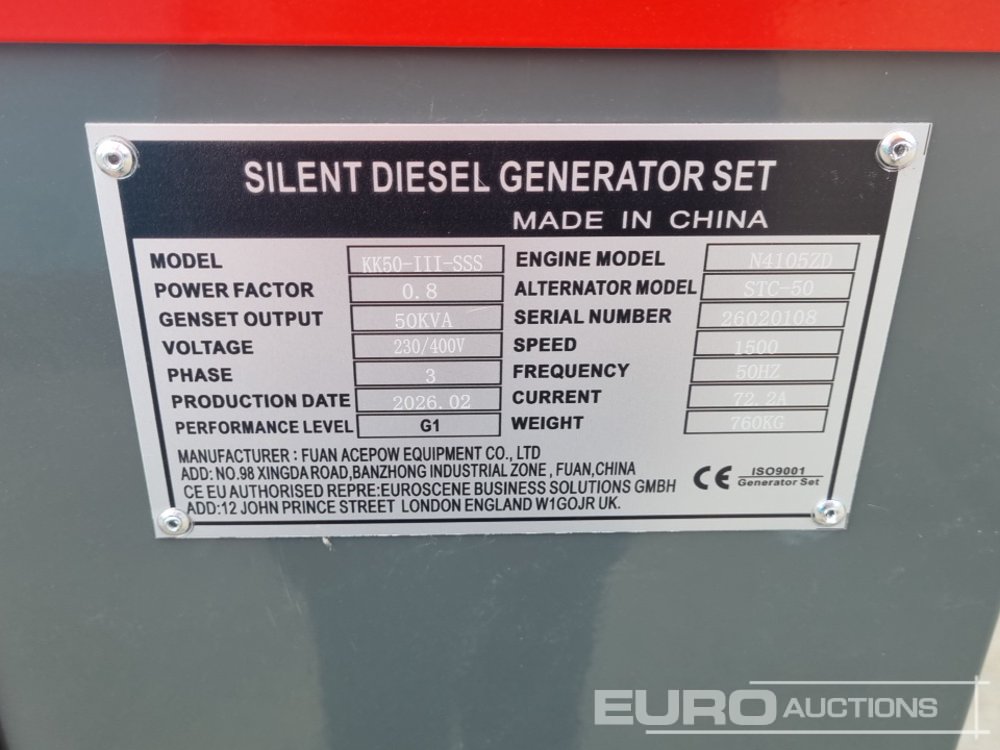 SILENT DIESEL GENERATOR SET
MADE IN CHINA
MODEL KK50-III-SSS
POWER FACTOR 0.8
GENSET OUTPUT 50KVA
VOLTAGE 230/400V
PHASE 3
PRODUCTION DATE 2026.02
PERFORMANCE LEVEL G1
ENGINE MODEL N4105ZD
ALTERNATOR MODEL STC-50
SERIAL NUMBER 26020108
SPEED 1500
FREQUENCY 50HZ
CURRENT 72.2A
WEIGHT 760KG
MANUFACTURER : FUAN ACEPOW EQUIPMENT CO., LTD
ADD: NO.98 XINGDA ROAD,BANZHONG INDUSTRIAL ZONE , FUAN,CHINA
CE EU AUTHORISED REPRE:EUROSCENE BUSINESS SOLUTIONS GMBH
ADD:12 JOHN PRINCE STREET LONDON ENGLAND W1GOJR UK.
CE ISO9001
Generator Set
EURO AUCTIONS